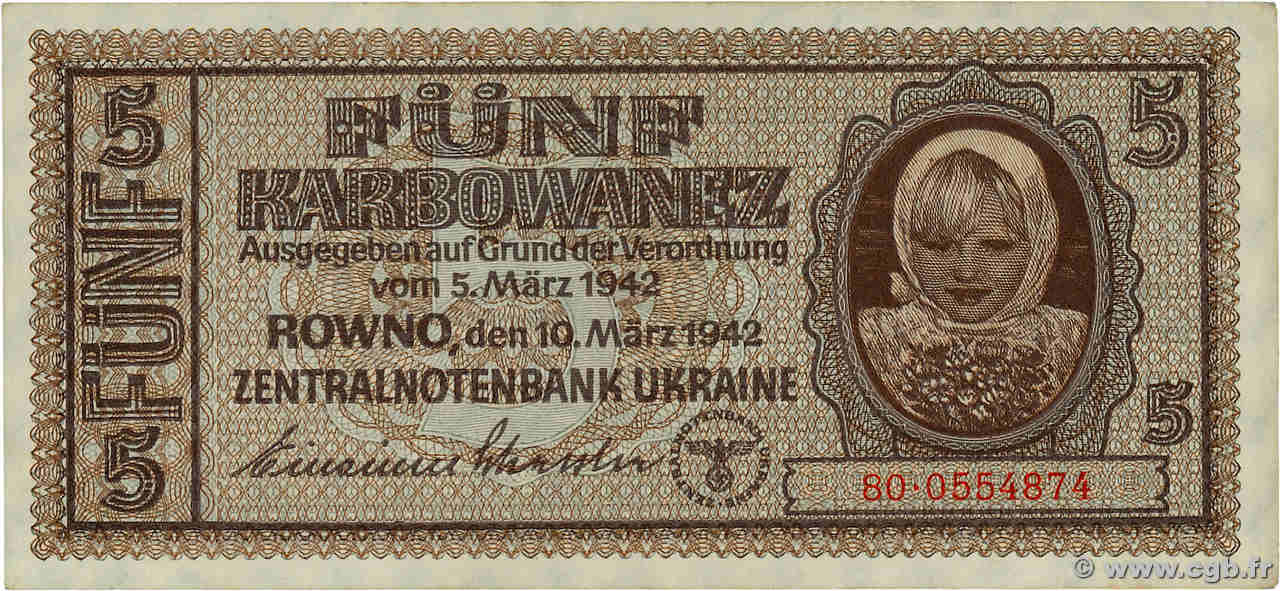 5 FÜNF 5
FÜNF
KARBOWANEZ
Ausgegeben auf Grund der Verordnung
vom 5. März 1942
ROWNO, den 10. März 1942
ZENTRALNOTENBANK UKRAINE
5
5
80·0554874
© www.cgb.fr